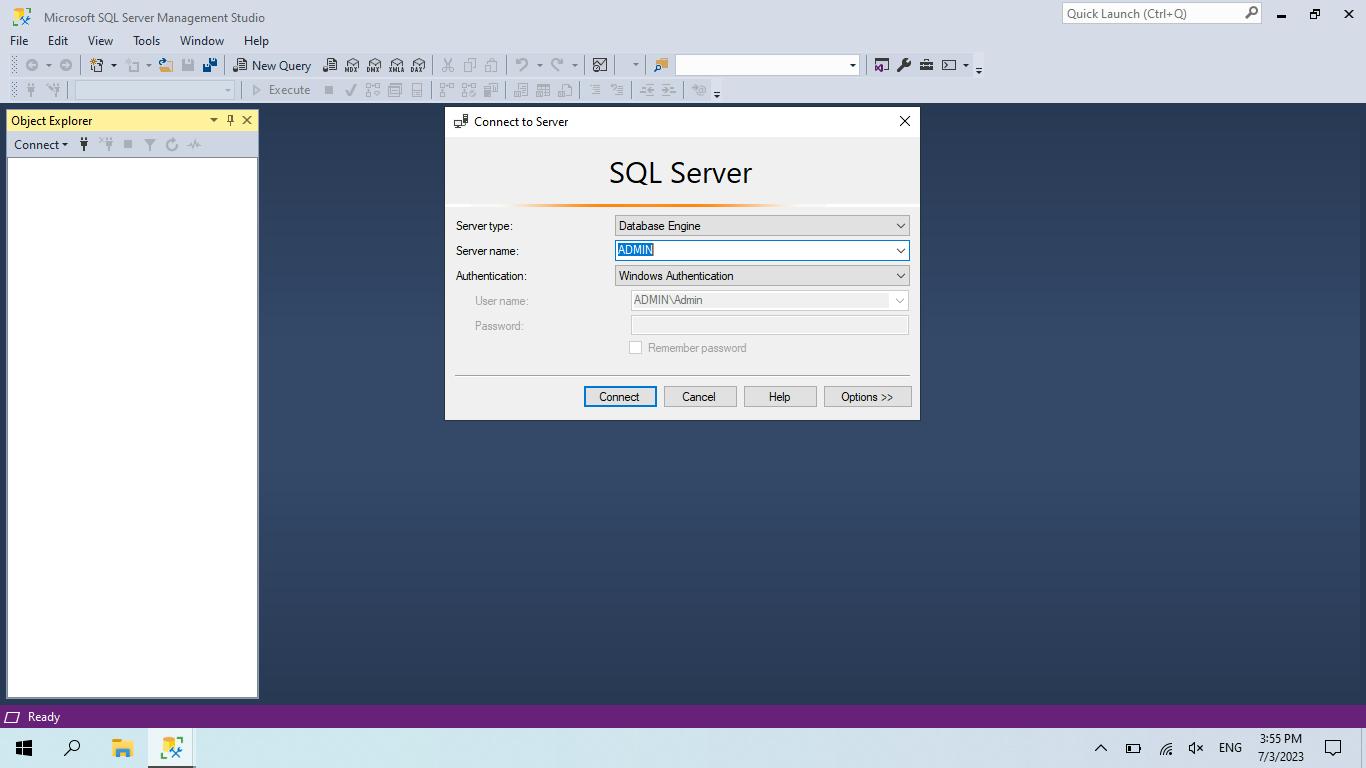 Microsoft SQL Server Management Studio
Quick Launch (Ctrl+Q)
File Edit View Tools Window Help
New Query MDX DMX XMLA DAX
Execute
Object Explorer
Connect
Connect to Server
SQL Server
Server type: Database Engine
Server name: ADMIN
Authentication: Windows Authentication
User name: ADMIN\Admin
Password:
Remember password
Connect Cancel Help Options >>
Ready
ENG
3:55 PM
7/3/2023